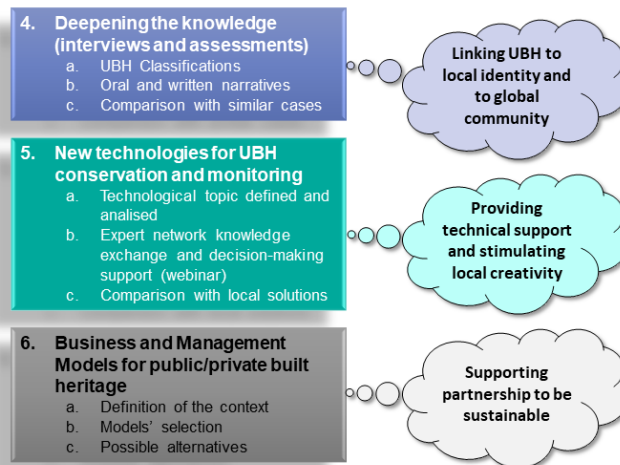 4. Deepening the knowledge
(interviews and assessments)
a. UBH Classifications
b. Oral and written narratives
c. Comparison with similar cases
Linking UBH to
local identity and
to global
community
5. New technologies for UBH
conservation and monitoring
a. Technological topic defined and
analised
b. Expert network knowledge
exchange and decision-making
support (webinar)
c. Comparison with local solutions
Providing
technical support
and stimulating
local creativity
6. Business and Management
Models for public/private built
heritage
a. Definition of the context
b. Models' selection
c. Possible alternatives
Supporting
partnership to be
sustainable